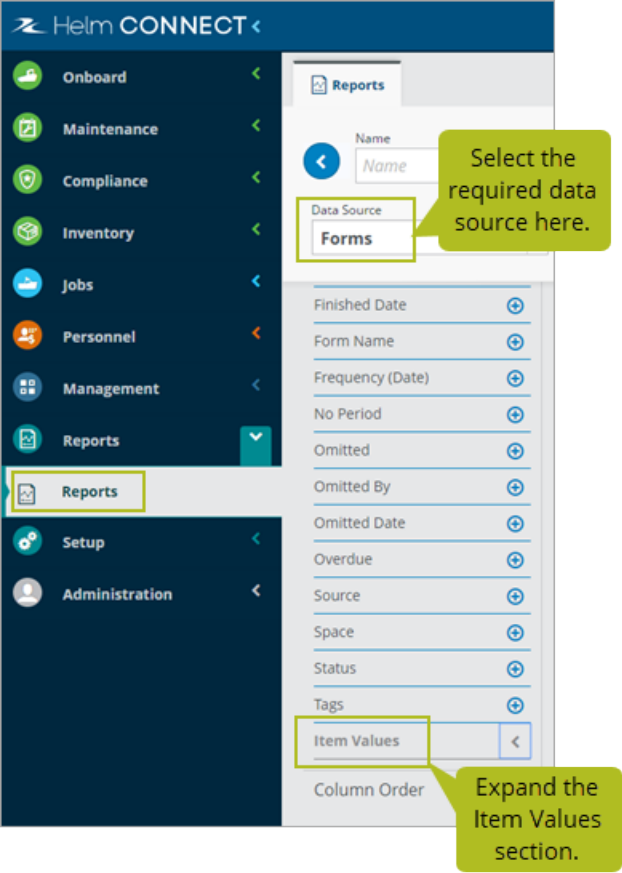 Helm CONNECT
Onboard
Maintenance
Compliance
Inventory
Jobs
Personnel
Management
Reports
Reports
Setup
Administration
Reports
Name
Name
Data Source
Forms
Select the
required data
source here.
Finished Date
Form Name
Frequency (Date)
No Period
Omitted
Omitted By
Omitted Date
Overdue
Source
Space
Status
Tags
Item Values
Column Order
Expand the
Item Values
section.